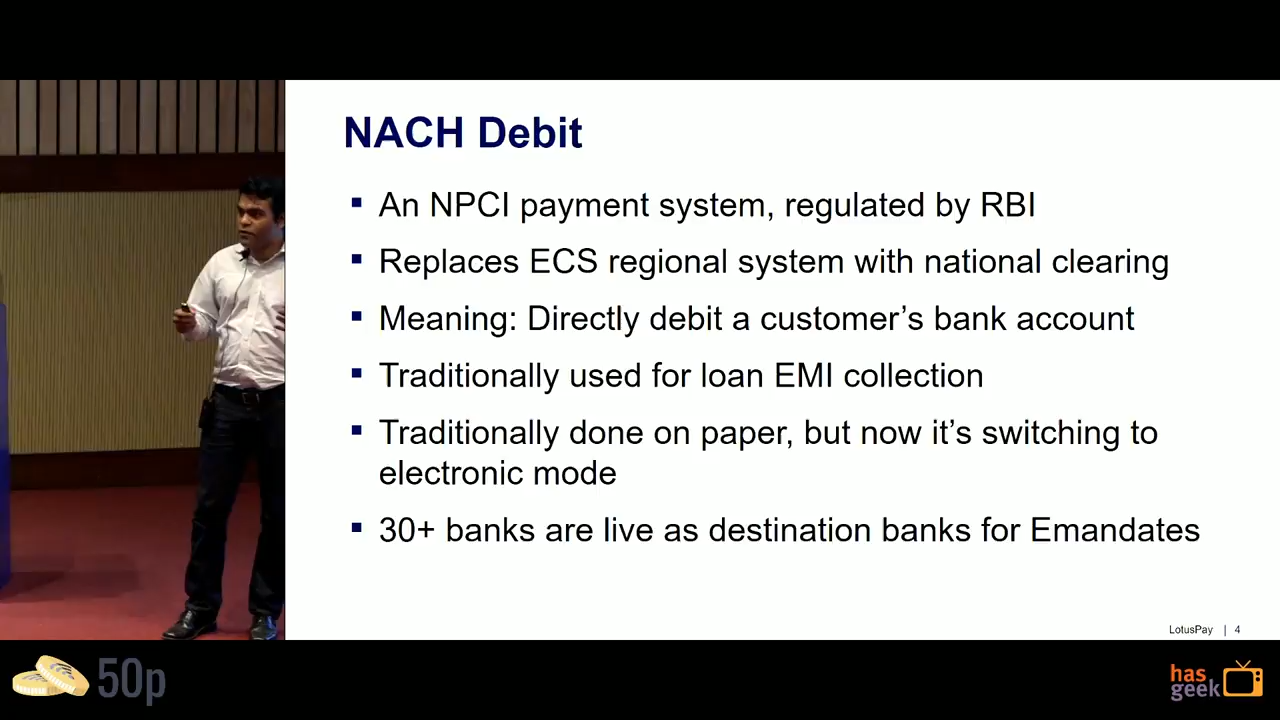 NACH Debit
▪ An NPCI payment system, regulated by RBI
▪ Replaces ECS regional system with national clearing
▪ Meaning: Directly debit a customer’s bank account
▪ Traditionally used for loan EMI collection
▪ Traditionally done on paper, but now it’s switching to
electronic mode
▪ 30+ banks are live as destination banks for Emandates
LotusPay | 4
50p
has
geek